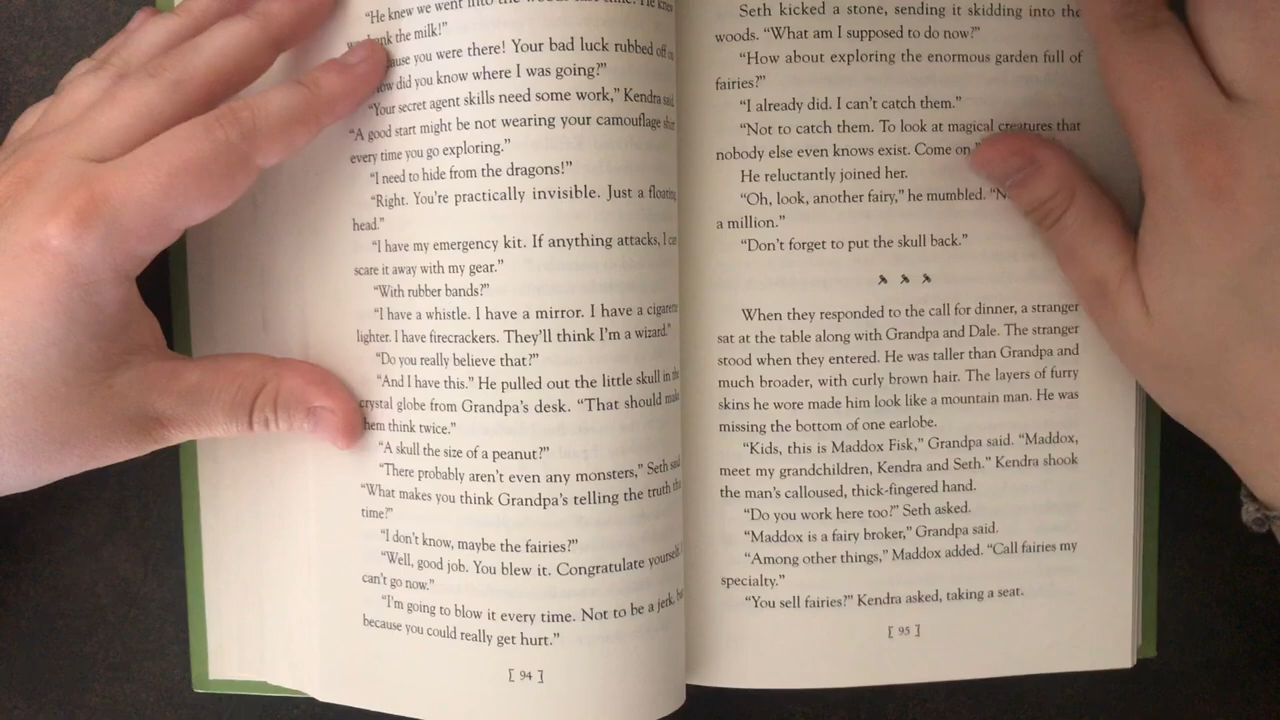 "He knew we went into the woods
the milk!"
you were there! Your bad luck rubbed off
did you know where I was going?"
"Your secret agent skills need some work," Kendra said.
"A good start might be not wearing your camouflage shirt
every time you go exploring."
"I need to hide from the dragons!"
"Right. You're practically invisible. Just a floating
head."
"I have my emergency kit. If anything attacks, I can
scare it away with my gear."
"With rubber bands?"
"I have a whistle. I have a mirror. I have a cigarette
lighter. I have firecrackers. They'll think I'm a wizard."
"Do you really believe that?"
"And I have this." He pulled out the little skull in the
crystal globe from Grandpa's desk. "That should make
them think twice."
"A skull the size of a peanut?"
"There probably aren't even any monsters," Seth said.
"What makes you think Grandpa's telling the truth this
time?"
"I don't know, maybe the fairies?"
"Well, good job. You blew it. Congratulate yourself. I
can't go now."
"I'm going to blow it every time. Not to be a jerk, but
because you could really get hurt."
[ 94 ]
Seth kicked a stone, sending it skidding into the
woods. "What am I supposed to do now?"
"How about exploring the enormous garden full of
fairies?"
"I already did. I can't catch them."
"Not to catch them. To look at magical creatures that
nobody else even knows exist. Come on."
He reluctantly joined her.
"Oh, look, another fairy," he mumbled.
a million."
"Don't forget to put the skull back."
When they responded to the call for dinner, a stranger
sat at the table along with Grandpa and Dale. The stranger
stood when they entered. He was taller than Grandpa and
much broader, with curly brown hair. The layers of furry
skins he wore made him look like a mountain man. He was
missing the bottom of one earlobe.
"Kids, this is Maddox Fisk," Grandpa said. "Maddox,
meet my grandchildren, Kendra and Seth." Kendra shook
the man's calloused, thick-fingered hand.
"Do you work here too?" Seth asked.
"Maddox is a fairy broker," Grandpa said.
"Among other things," Maddox added. "Call fairies my
specialty."
"You sell fairies?" Kendra asked, taking a seat.
[ 95 ]